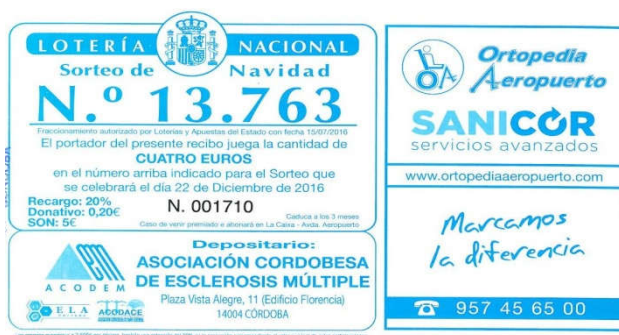 LOTERÍA NACIONAL
Sorteo de Navidad
N.º 13.763
Fraccionamiento autorizado por Loterías y Apuestas del Estado con fecha 15/07/2016
El portador del presente recibo juega la cantidad de
CUATRO EUROS
en el número arriba indicado para el Sorteo que
se celebrará el día 22 de Diciembre de 2016
Recargo: 20%
Donativo: 0,20€
SON: 5€
N. 001710
Caduca a los 3 meses
Caso de venir premiado e abonará en La Caixa - Avda. Aeropuerto
ACODEM
ELA
ACODACE
Depositario:
ASOCIACIÓN CORDOBESA
DE ESCLEROSIS MÚLTIPLE
Plaza Vista Alegre, 11 (Edificio Florencia)
14004 CÓRDOBA
OA
Ortopedia
Aeropuerto
SANICOR
servicios avanzados
www.ortopediaaeropuerto.com
Marcamos
la diferencia
957 45 65 00